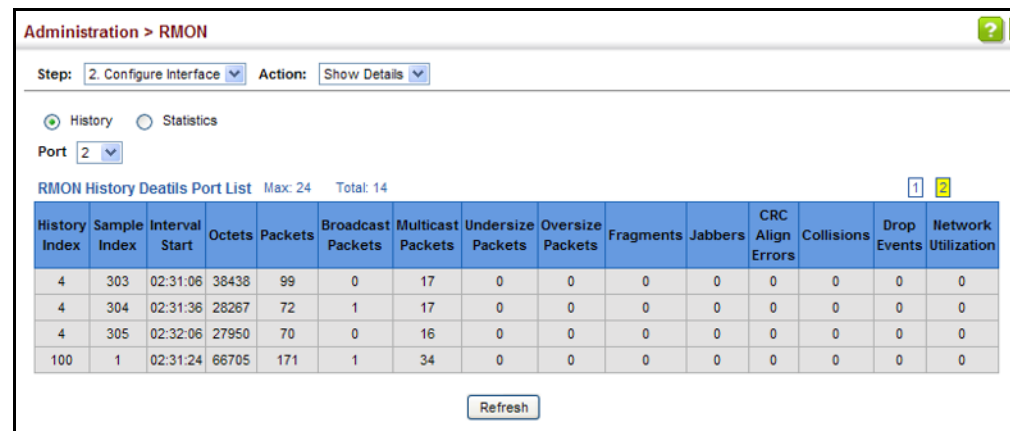 Administration > RMON
?
Step: 2. Configure Interface Action: Show Details
History Statistics
Port 2
RMON History Deatils Port List Max: 24 Total: 14 1 2
History Index Sample Index Interval Start Octets Packets Broadcast Packets Multicast Packets Undersize Packets Oversize Packets Fragments Jabbers CRC Align Errors Collisions Drop Events Network Utilization
4 303 02:31:06 38438 99 0 17 0 0 0 0 0 0 0 0
4 304 02:31:36 28267 72 1 17 0 0 0 0 0 0 0 0
4 305 02:32:06 27950 70 0 16 0 0 0 0 0 0 0 0
100 1 02:31:24 66705 171 1 34 0 0 0 0 0 0 0 0
Refresh